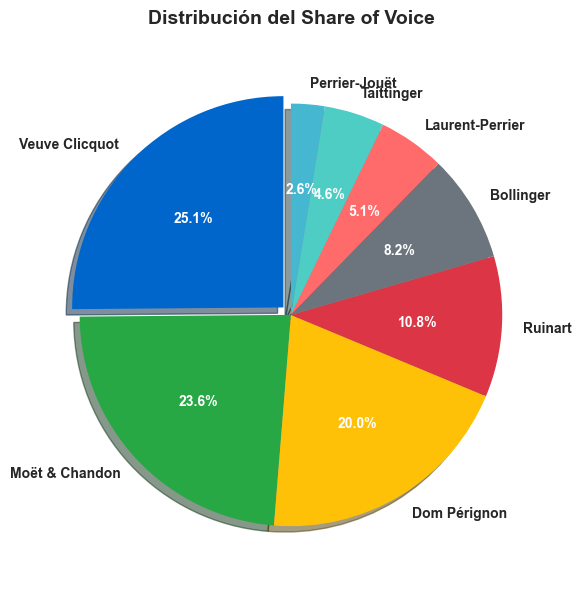 Distribución del Share of Voice
Perrier-Jouët
Taittinger
Laurent-Perrier
Veuve Clicquot
Bollinger
2.6%
4.6%
5.1%
25.1%
8.2%
10.8%
Ruinart
23.6%
20.0%
Moët & Chandon
Dom Pérignon